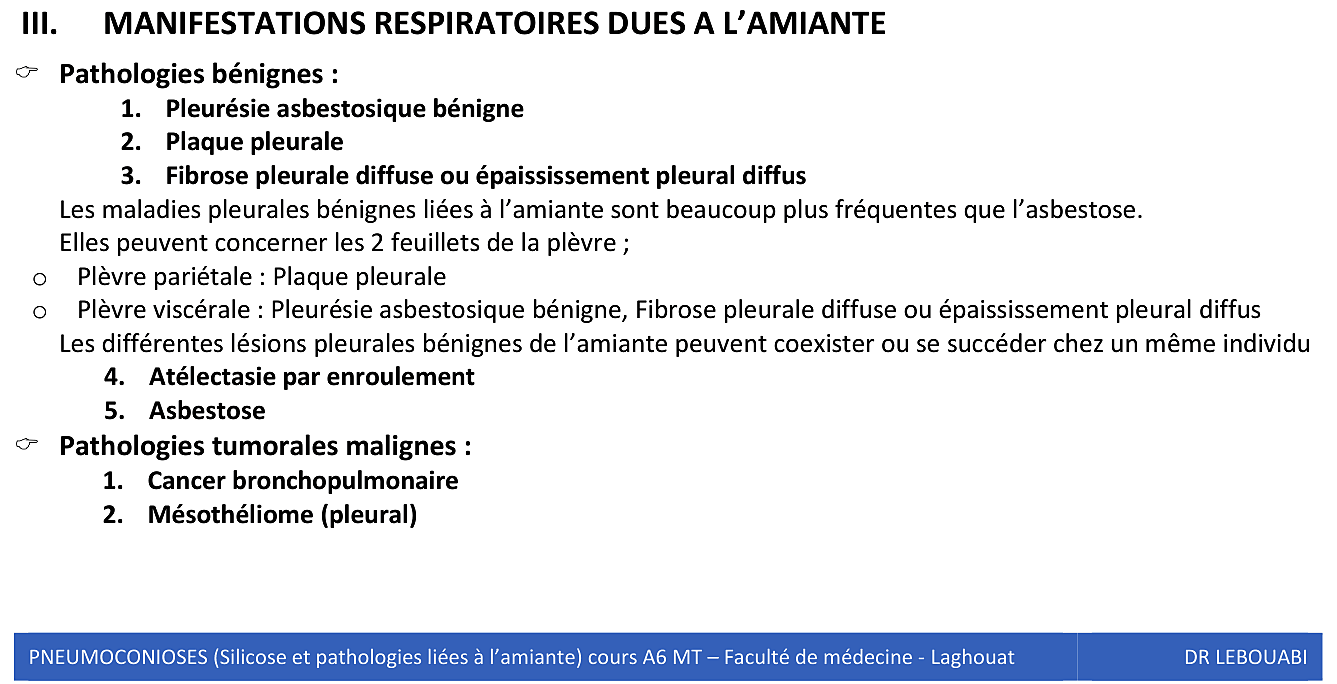 III. MANIFESTATIONS RESPIRATOIRES DUES A L’AMIANTE
☞ Pathologies bénignes :
1. Pleurésie asbestosique bénigne
2. Plaque pleurale
3. Fibrose pleurale diffuse ou épaississement pleural diffus
Les maladies pleurales bénignes liées à l’amiante sont beaucoup plus fréquentes que l’asbestose.
Elles peuvent concerner les 2 feuillets de la plèvre ;
o Plèvre pariétale : Plaque pleurale
o Plèvre viscérale : Pleurésie asbestosique bénigne, Fibrose pleurale diffuse ou épaississement pleural diffus
Les différentes lésions pleurales bénignes de l’amiante peuvent coexister ou se succéder chez un même individu
4. Atélectasie par enroulement
5. Asbestose
☞ Pathologies tumorales malignes :
1. Cancer bronchopulmonaire
2. Mésothéliome (pleural)
PNEUMOCONIOSES (Silicose et pathologies liées à l’amiante) cours A6 MT – Faculté de médecine - Laghouat DR LEBOUABI